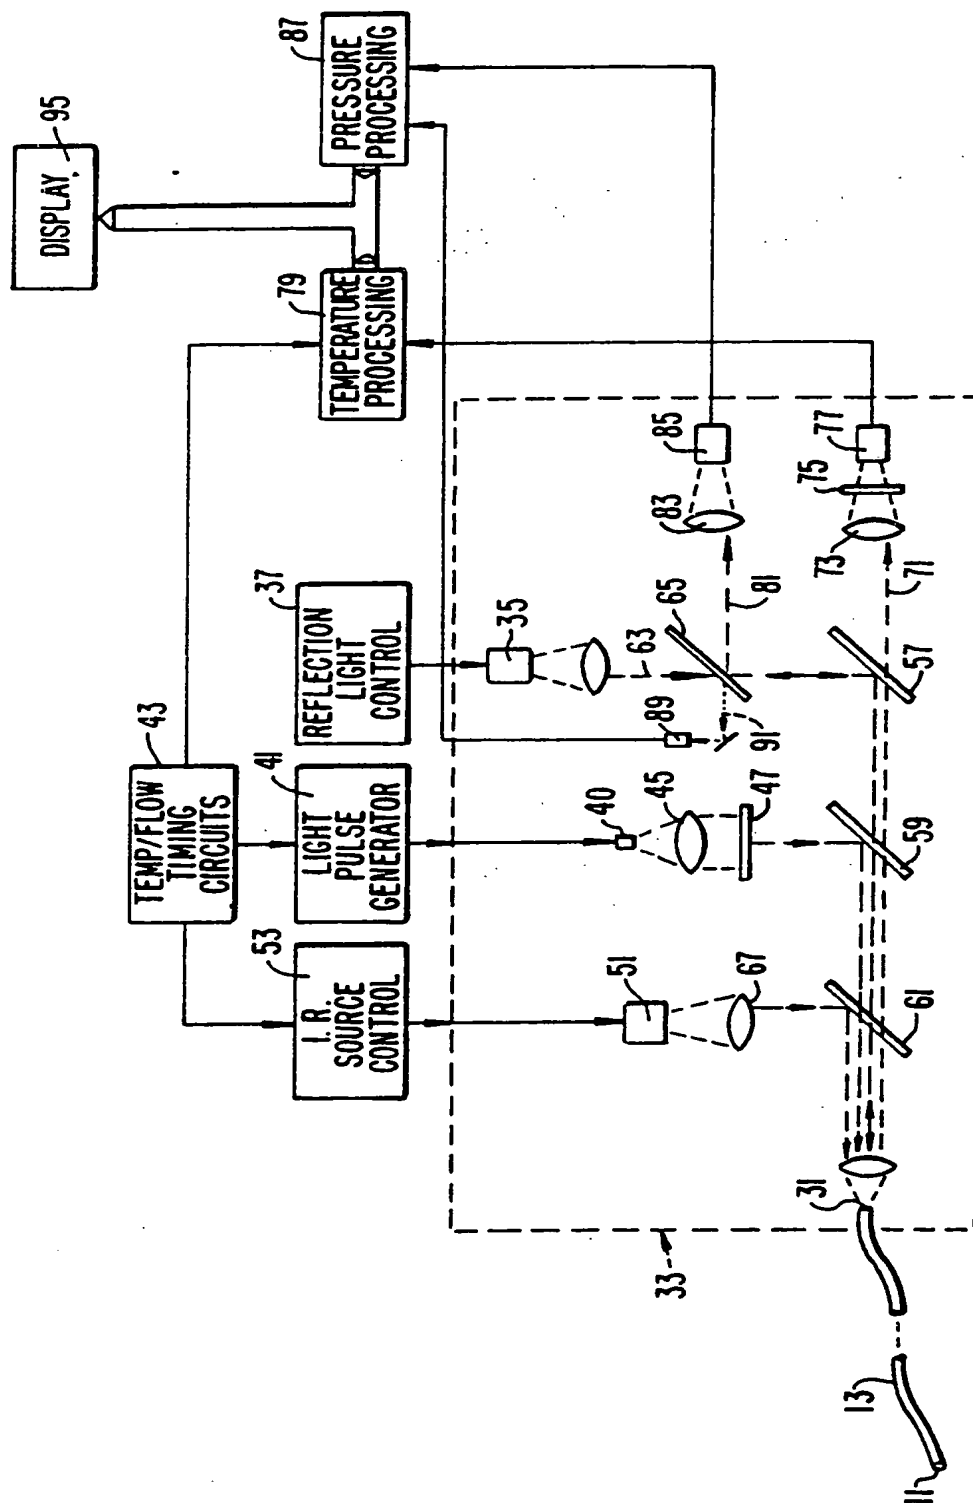 DISPLAY
95
TEMPERATURE
PROCESSING
79
PRESSURE
PROCESSING
87
TEMP/FLOW
TIMING
CIRCUITS
43
I. R.
SOURCE
CONTROL
53
LIGHT
PULSE
GENERATOR
41
REFLECTION
LIGHT
CONTROL
37
51
67
40
45
47
89
91
35
63
65
81
83
85
61
59
57
71
73
75
77
31
33
13
11